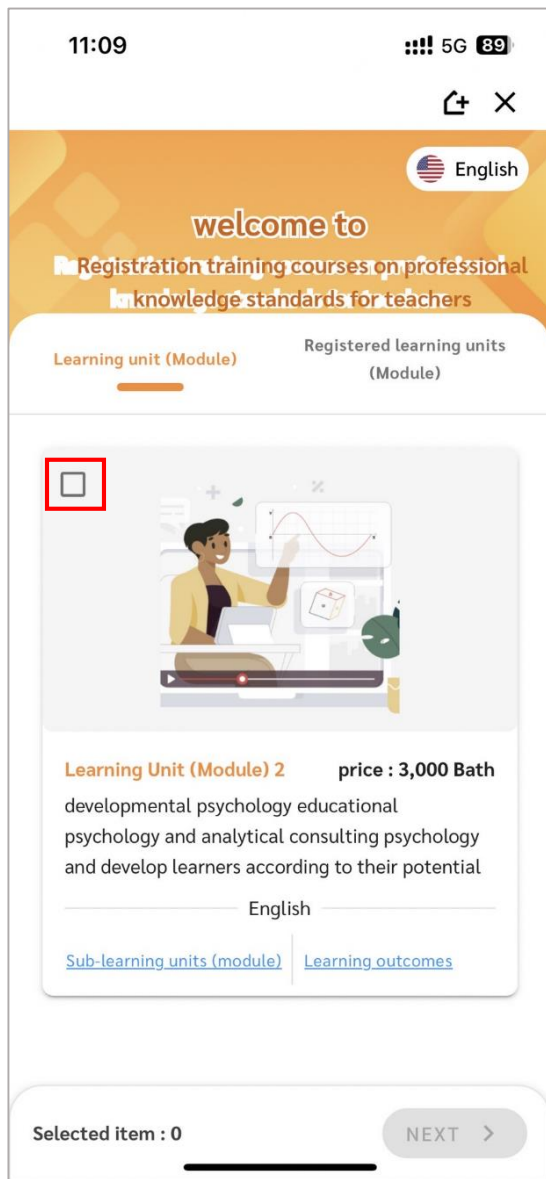 11:09
5G 89
English
welcome to
Registration training courses on professional
knowledge standards for teachers
Learning unit (Module)
Registered learning units
(Module)
Learning Unit (Module) 2 price : 3,000 Bath
developmental psychology educational
psychology and analytical consulting psychology
and develop learners according to their potential
English
Sub-learning units (module) Learning outcomes
Selected item : 0 NEXT